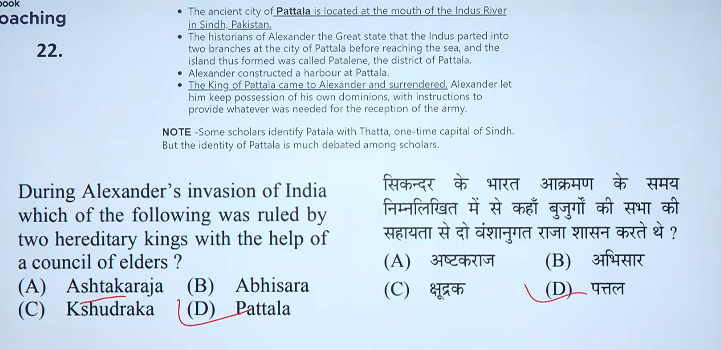 ook
oaching
22.
• The ancient city of Pattala is located at the mouth of the Indus River
in Sindh, Pakistan.
• The historians of Alexander the Great state that the Indus parted into
two branches at the city of Pattala before reaching the sea, and the
island thus formed was called Patalene, the district of Pattala.
• Alexander constructed a harbour at Pattala.
• The King of Pattala came to Alexander and surrendered. Alexander let
him keep possession of his own dominions, with instructions to
provide whatever was needed for the reception of the army.
NOTE -Some scholars identify Patala with Thatta, one-time capital of Sindh.
But the identity of Pattala is much debated among scholars.
During Alexander's invasion of India
which of the following was ruled by
two hereditary kings with the help of
a council of elders ?
(A) Ashtakaraja (B) Abhisara
(C) Kshudraka (D) Pattala
सिकन्दर के भारत आक्रमण के समय
निम्नलिखित में से कहाँ बुजुर्गों की सभा की
सहायता से दो वंशानुगत राजा शासन करते थे ?
(A) अष्टकराज (B) अभिसार
(C) क्षूद्रक (D) पत्तल